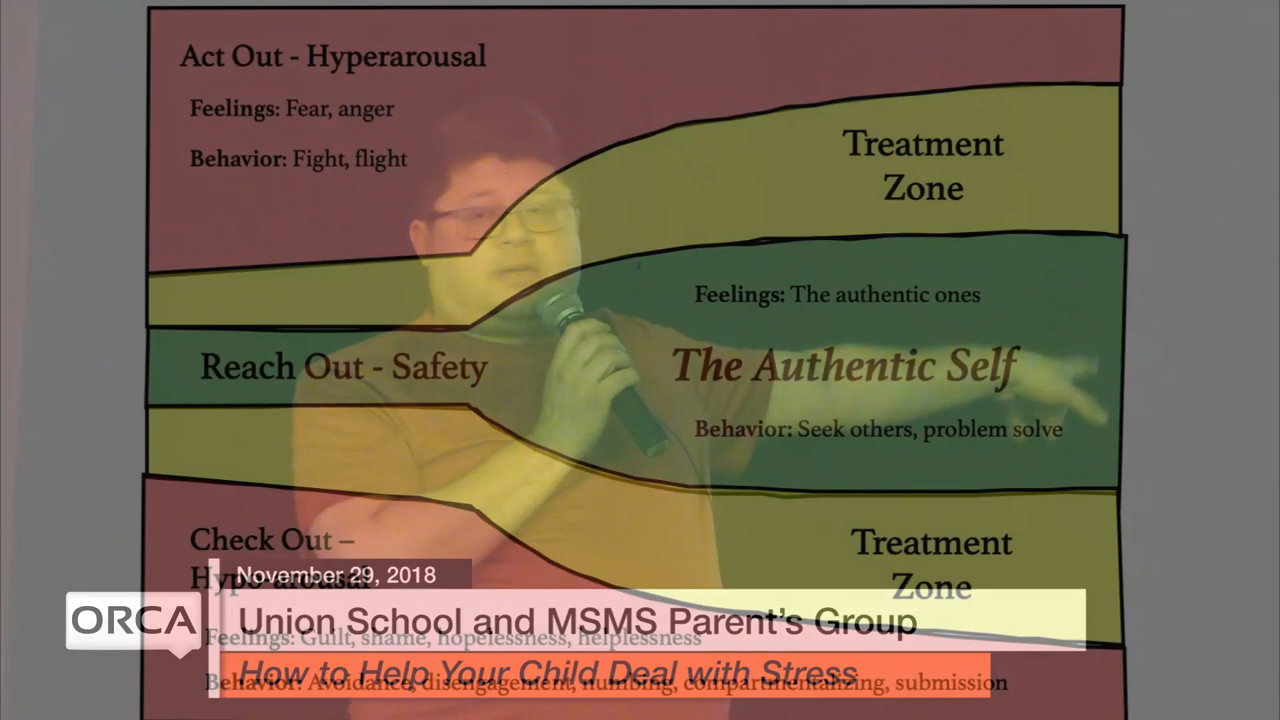 Act Out - Hyperarousal
Feelings: Fear, anger
Behavior: Fight, flight
Treatment
Zone
Feelings: The authentic ones
Reach Out - Safety
The Authentic Self
Behavior: Seek others, problem solve
Check Out –
Hypo-arousal
Treatment
Zone
November 29, 2018
ORCA
Union School and MSMS Parent's Group
Feelings: Guilt, shame, hopelessness, helplessness
How to Help Your Child Deal with Stress
Behavior: Avoidance, disengagement, numbing, compartmentalizing, submission